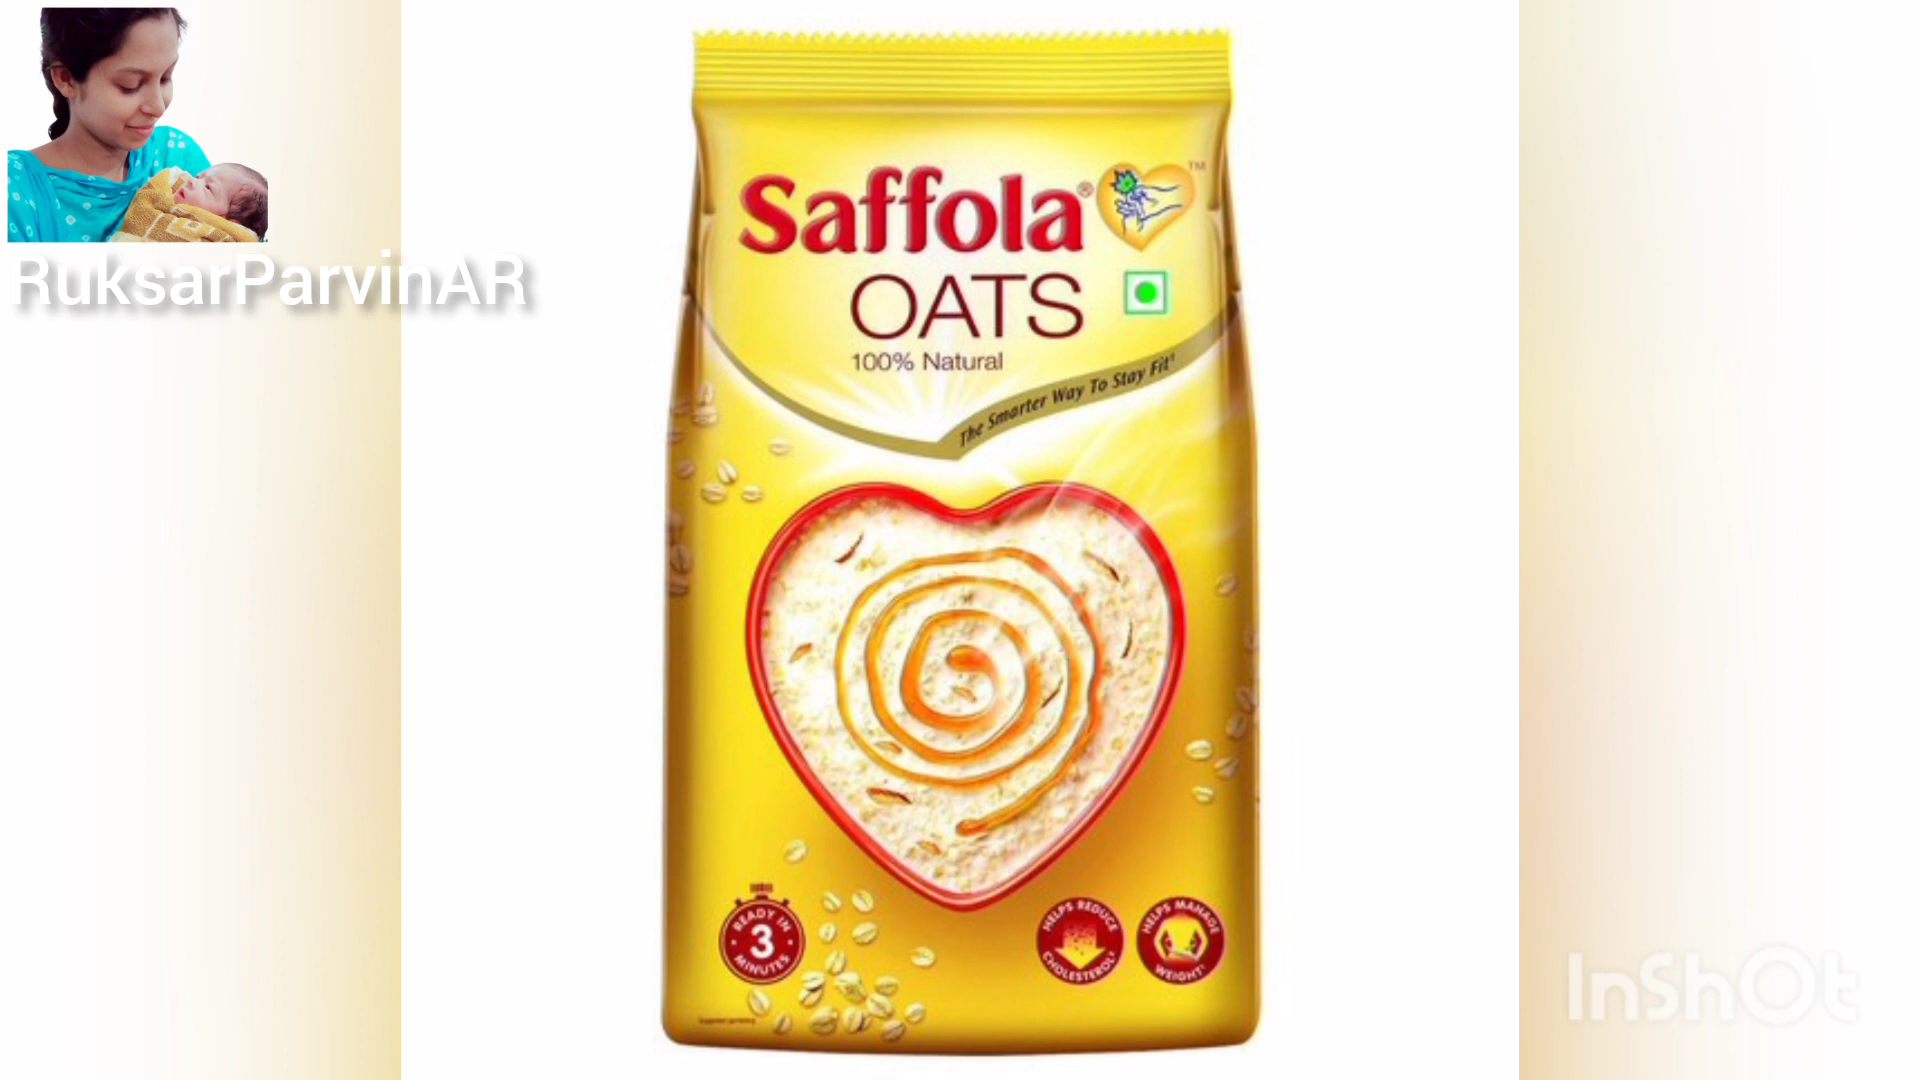 RuksarParvinAR
Saffola® TM
OATS
100% Natural
The Smarter Way To Stay Fit
READY IN
3
MINUTES
HELPS REDUCE
CHOLESTEROL
HELPS MANAGE
WEIGHT
InShOt